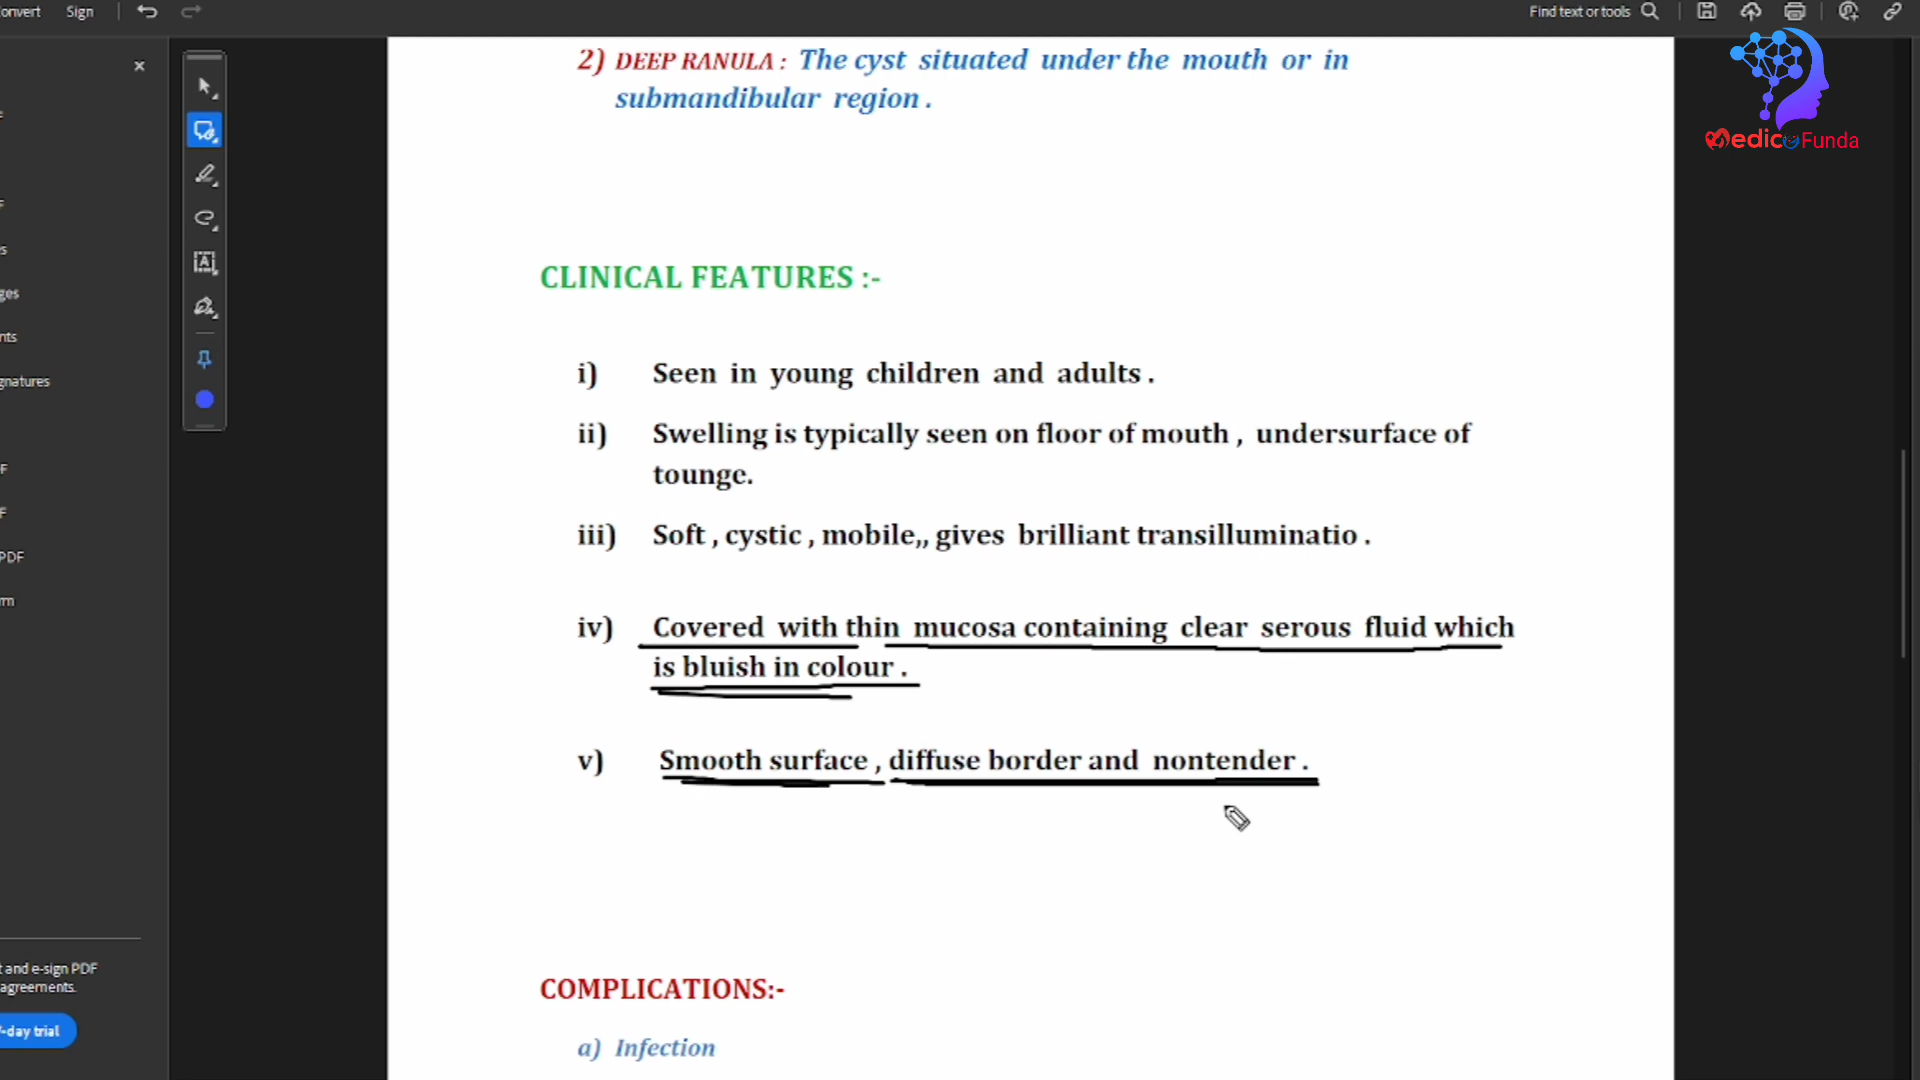 onvert Sign Find text or tools
2) DEEP RANULA : The cyst situated under the mouth or in
submandibular region .
Medico Funda
CLINICAL FEATURES :-
i) Seen in young children and adults .
ii) Swelling is typically seen on floor of mouth , undersurface of
tounge.
iii) Soft , cystic , mobile,, gives brilliant transilluminatio .
iv) Covered with thin mucosa containing clear serous fluid which
is bluish in colour .
v) Smooth surface , diffuse border and nontender .
COMPLICATIONS:-
a) Infection
ges
nts
gnatures
F
F
PDF
rm
t and e-sign PDF
agreements.
-day trial